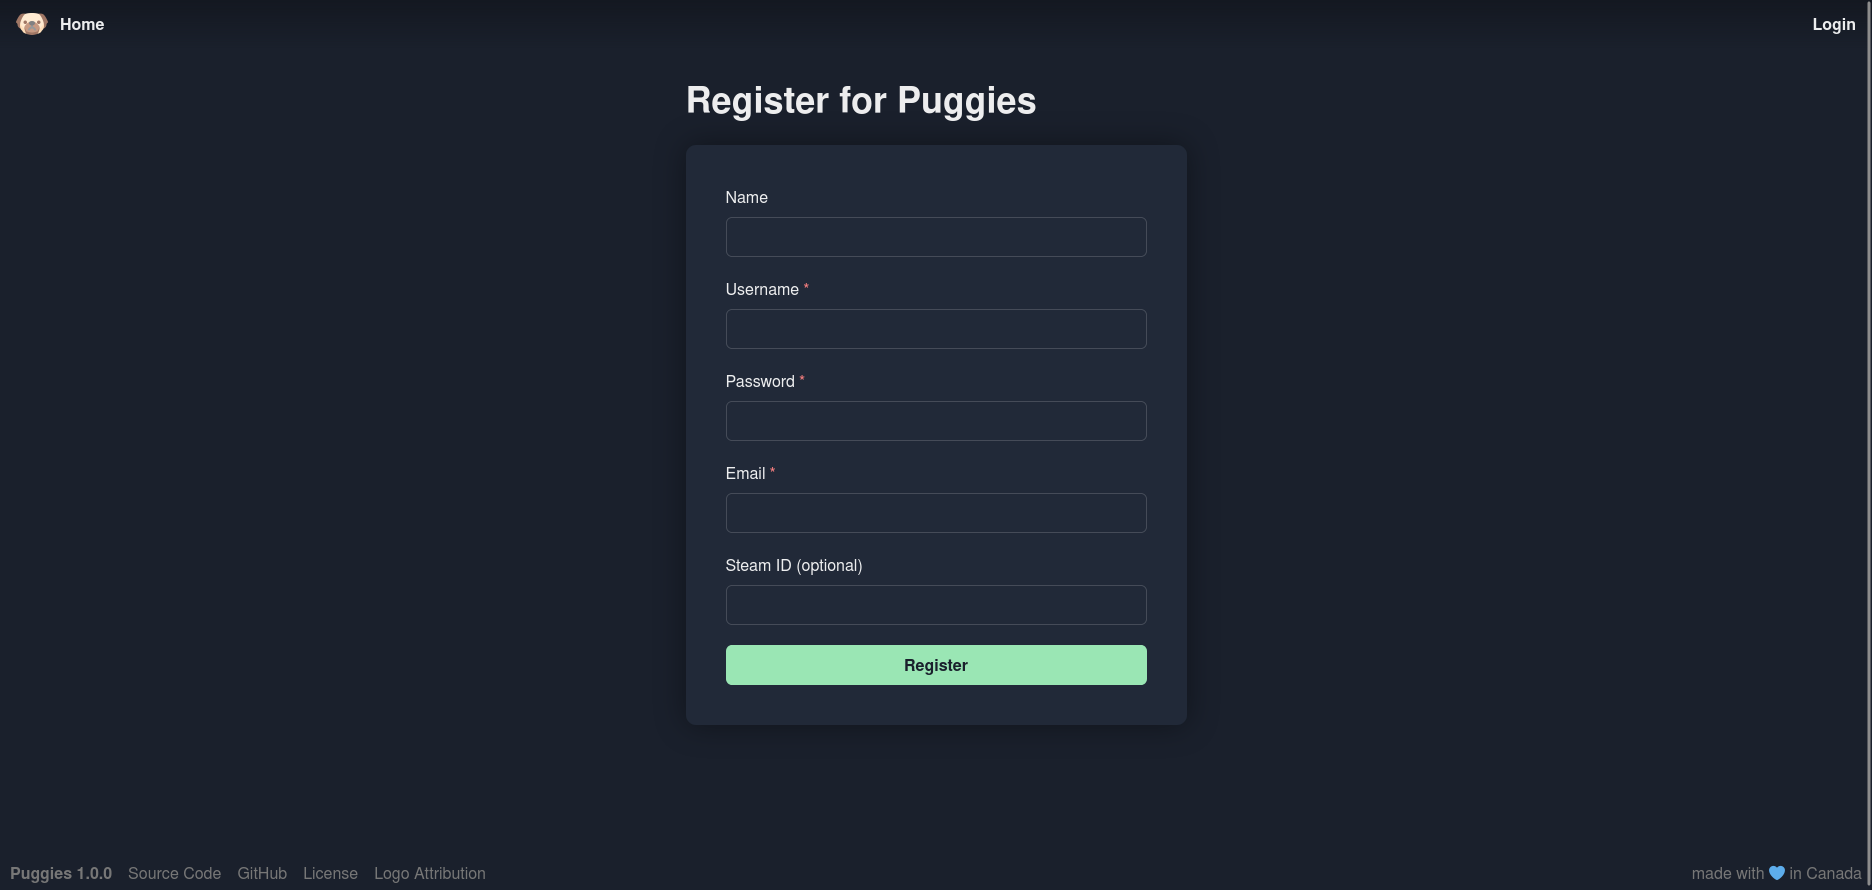 Home
Login
Register for Puggies
Name
Username *
Password *
Email *
Steam ID (optional)
Register
Puggies 1.0.0 Source Code GitHub License Logo Attribution
made with 💙 in Canada